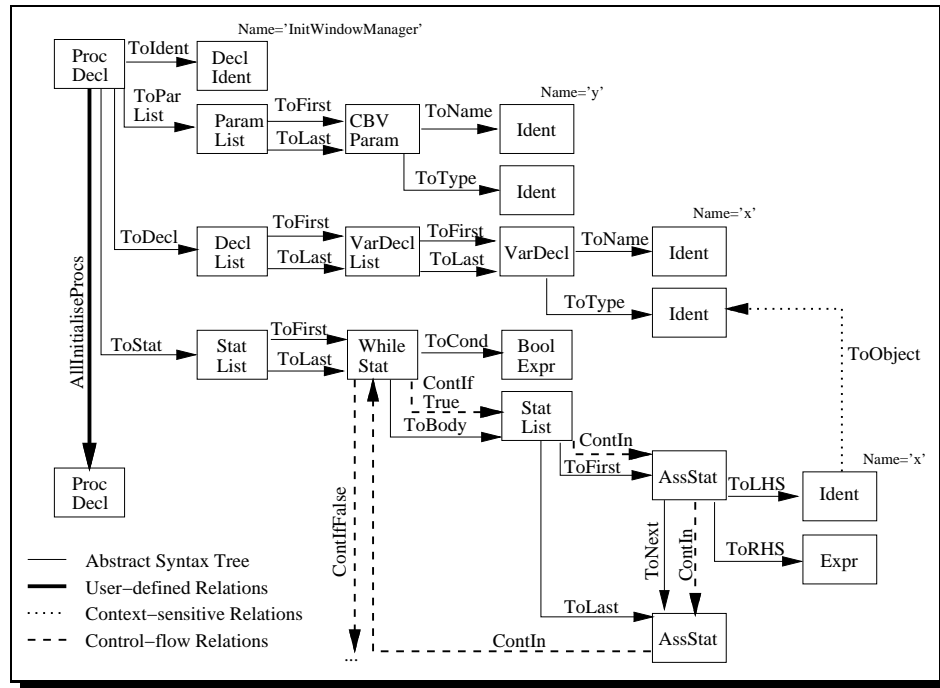 Name='InitWindowManager'
Proc
Decl
ToIdent
Decl
Ident
ToPar
List
Param
List
ToFirst
ToLast
CBV
Param
ToName
Name='y'
Ident
ToType
Ident
ToDecl
Decl
List
ToFirst
ToLast
VarDecl
List
ToFirst
ToLast
VarDecl
ToName
Name='x'
Ident
ToType
Ident
ToObject
AllInitialiseProcs
ToStat
Stat
List
ToFirst
ToLast
While
Stat
ToCond
Bool
Expr
ContIf
True
ToBody
Stat
List
ContIn
ToFirst
AssStat
ToLHS
Name='x'
Ident
ToRHS
Expr
ToNext
ContIn
ToLast
AssStat
ContIn
ContIfFalse
...
Proc
Decl
Abstract Syntax Tree
User−defined Relations
Context−sensitive Relations
Control−flow Relations